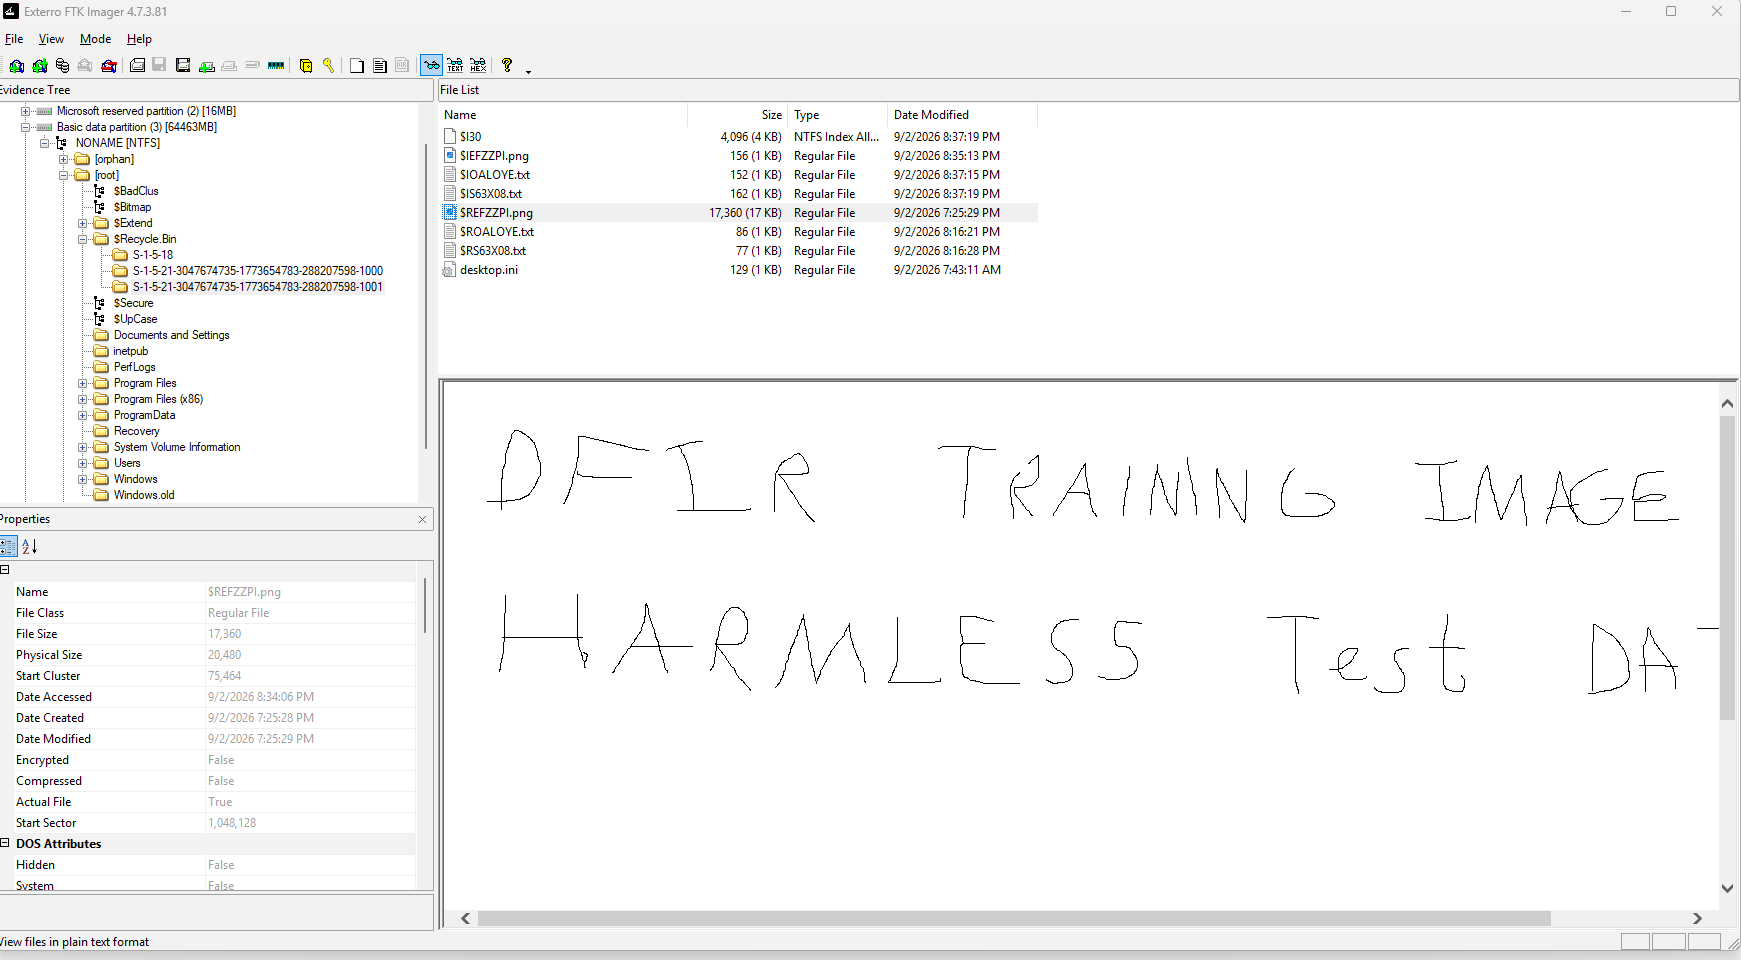 Exterro FTK Imager 4.7.3.81
File View Mode Help
Evidence Tree
Microsoft reserved partition (2) [16MB]
Basic data partition (3) [64463MB]
NONAME [NTFS]
[orphan]
[root]
$BadClus
$Bitmap
$Extend
$Recycle.Bin
S-1-5-18
S-1-5-21-3047674735-1773654783-288207598-1000
S-1-5-21-3047674735-1773654783-288207598-1001
$Secure
$UpCase
Documents and Settings
inetpub
PerfLogs
Program Files
Program Files (x86)
ProgramData
Recovery
System Volume Information
Users
Windows
Windows.old
Properties
Name $REFZZPI.png
File Class Regular File
File Size 17,360
Physical Size 20,480
Start Cluster 75,464
Date Accessed 9/2/2026 8:34:06 PM
Date Created 9/2/2026 7:25:28 PM
Date Modified 9/2/2026 7:25:29 PM
Encrypted False
Compressed False
Actual File True
Start Sector 1,048,128
DOS Attributes
Hidden False
System False
File List
Name Size Type Date Modified
$I30 4,096 (4 KB) NTFS Index All... 9/2/2026 8:37:19 PM
$IEFZZPI.png 156 (1 KB) Regular File 9/2/2026 8:35:13 PM
$IOALOYE.txt 152 (1 KB) Regular File 9/2/2026 8:37:15 PM
$IS63X08.txt 162 (1 KB) Regular File 9/2/2026 8:37:19 PM
$REFZZPI.png 17,360 (17 KB) Regular File 9/2/2026 7:25:29 PM
$ROALOYE.txt 86 (1 KB) Regular File 9/2/2026 8:16:21 PM
$RS63X08.txt 77 (1 KB) Regular File 9/2/2026 8:16:28 PM
desktop.ini 129 (1 KB) Regular File 9/2/2026 7:43:11 AM
DFIR TRAINING IMAGE
HARMLESS Test DAT
View files in plain text format